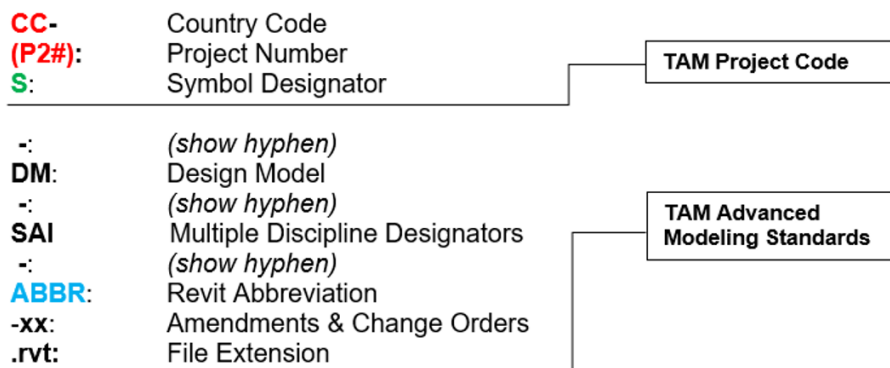 CC- Country Code
(P2#): Project Number
TAM Project Code
S: Symbol Designator
-: (show hyphen)
DM: Design Model
-: (show hyphen)
TAM Advanced
SAI Multiple Discipline Designators
Modeling Standards
-: (show hyphen)
ABBR: Revit Abbreviation
-xx: Amendments & Change Orders
.rvt: File Extension